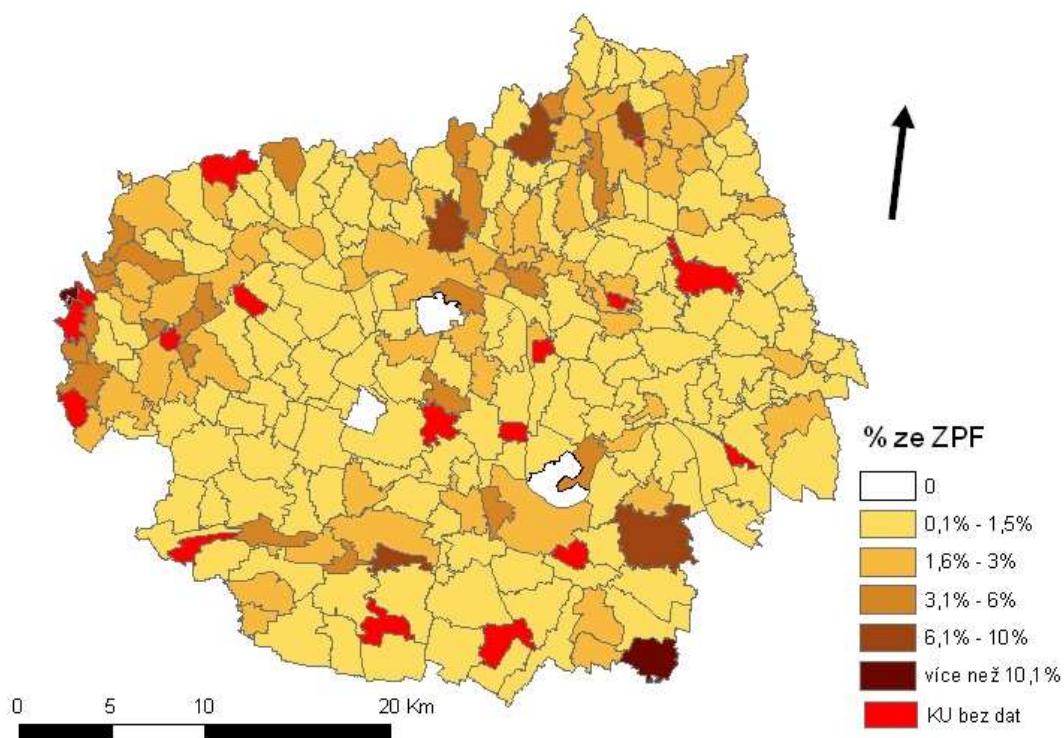 % ze ZPF
0
0,1% - 1,5%
1,6% - 3%
3,1% - 6%
6,1% - 10%
více než 10,1%
KU bez dat
0 5 10 20 Km